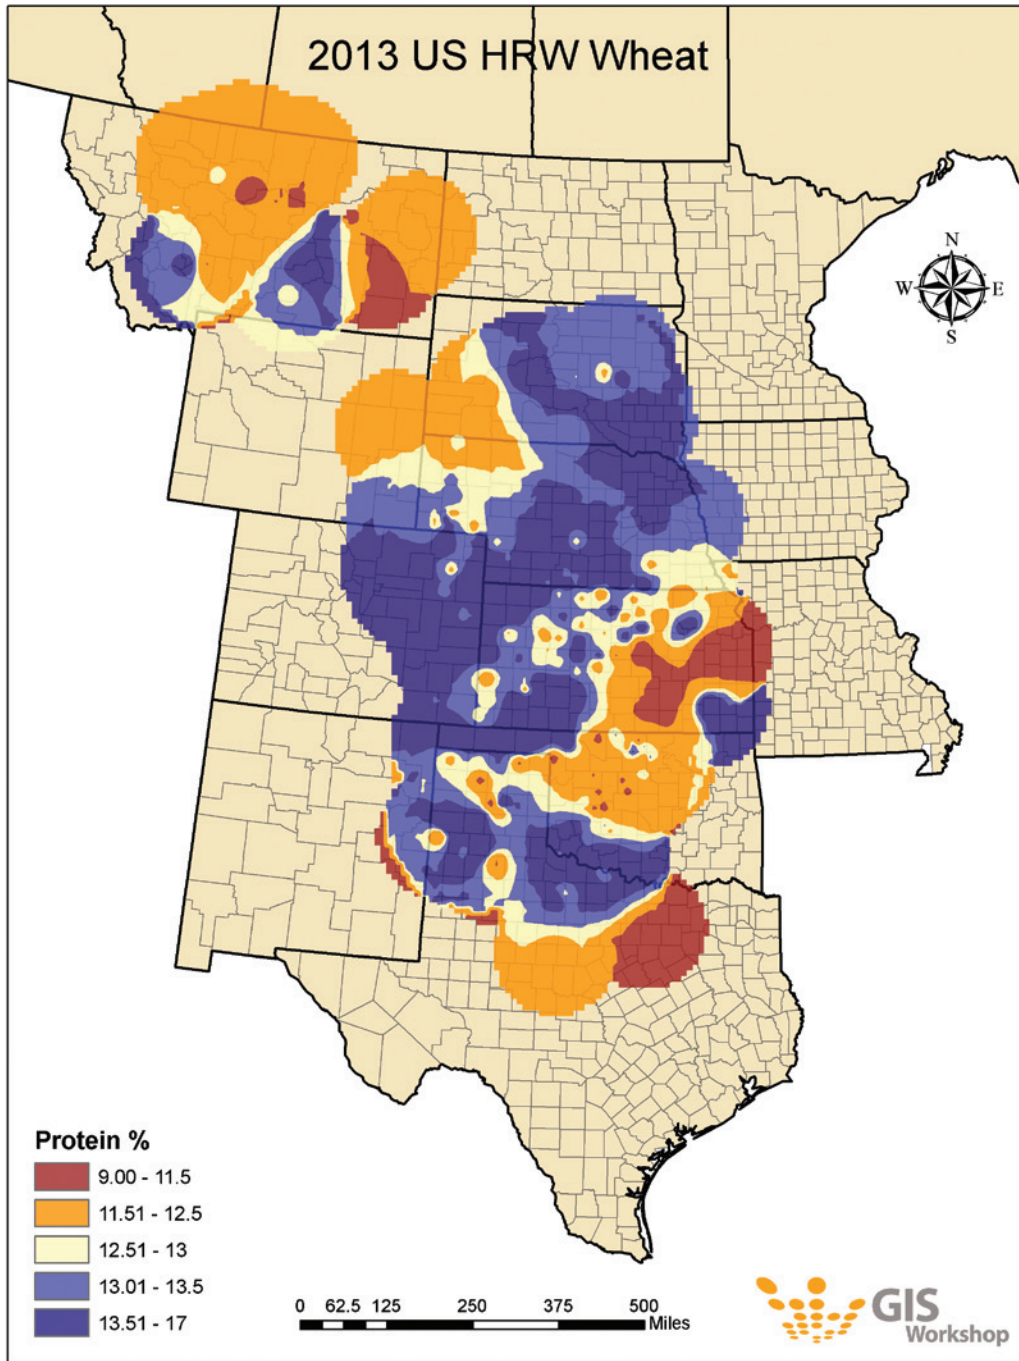 2013 US HRW Wheat
N
W E
S
Protein %
9.00 - 11.5
11.51 - 12.5
12.51 - 13
13.01 - 13.5
13.51 - 17
0 62.5 125 250 375 500
Miles
GIS
Workshop